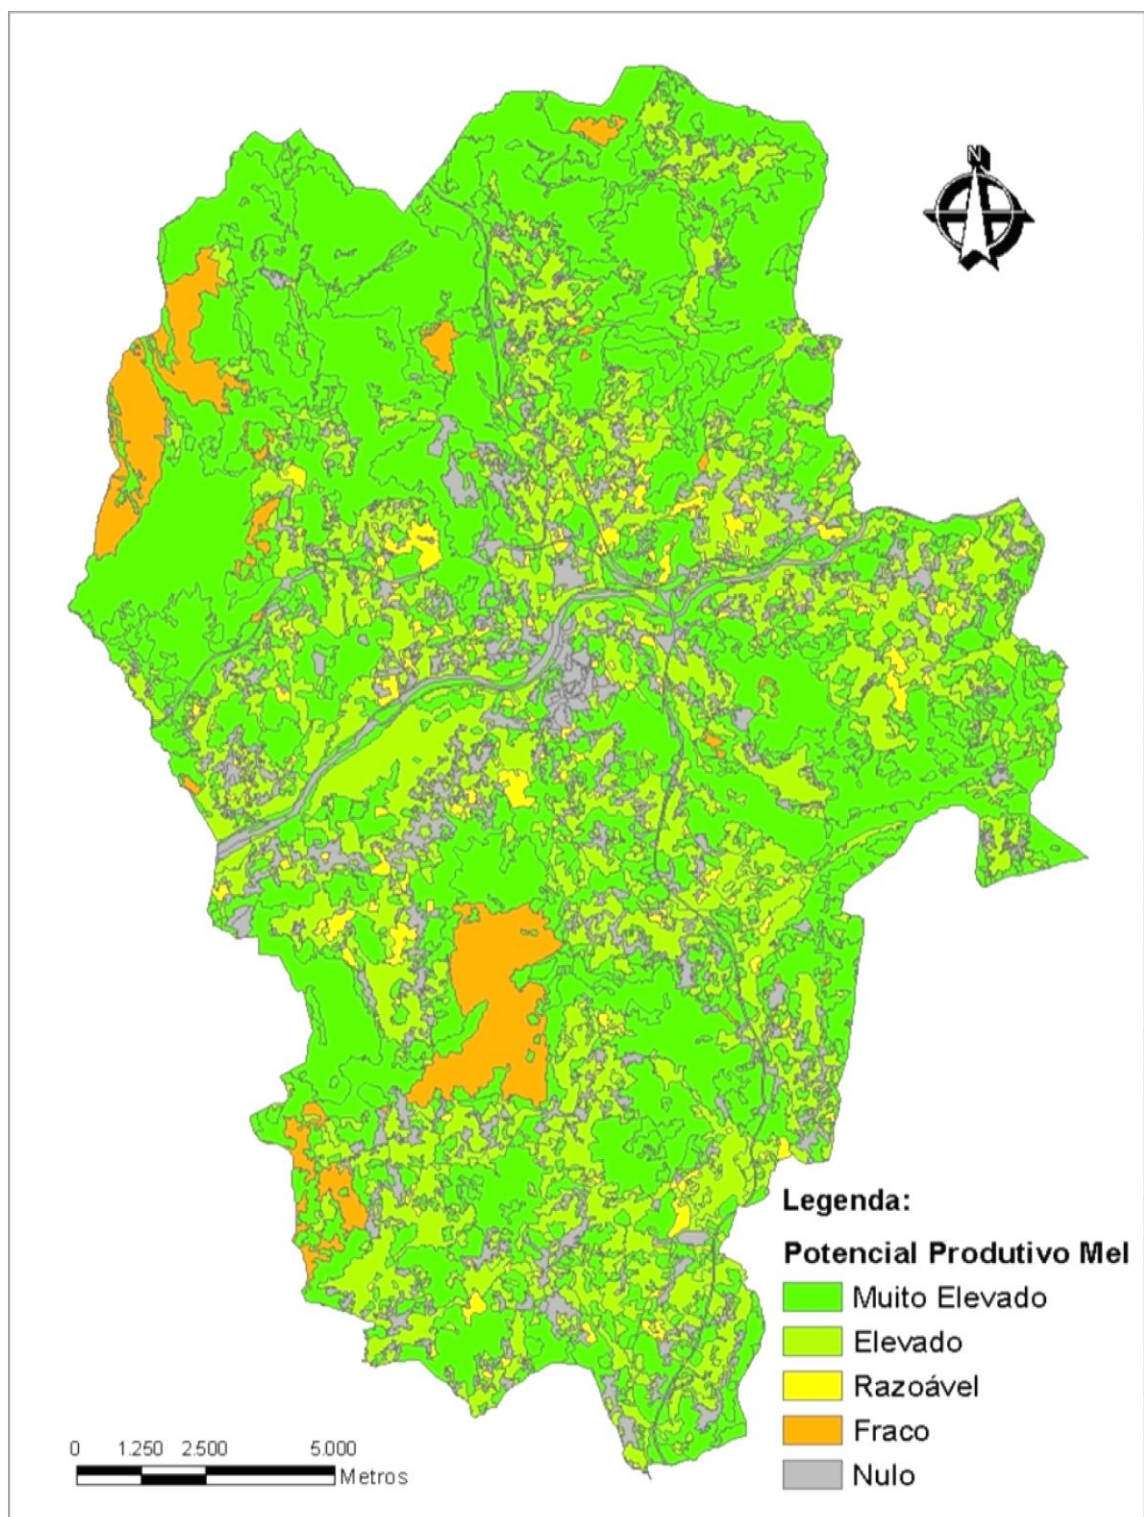 N
Legenda:
Potencial Produtivo Mel
Muito Elevado
Elevado
Razoável
Fraco
Nulo
0 1.250 2.500 5.000
Metros